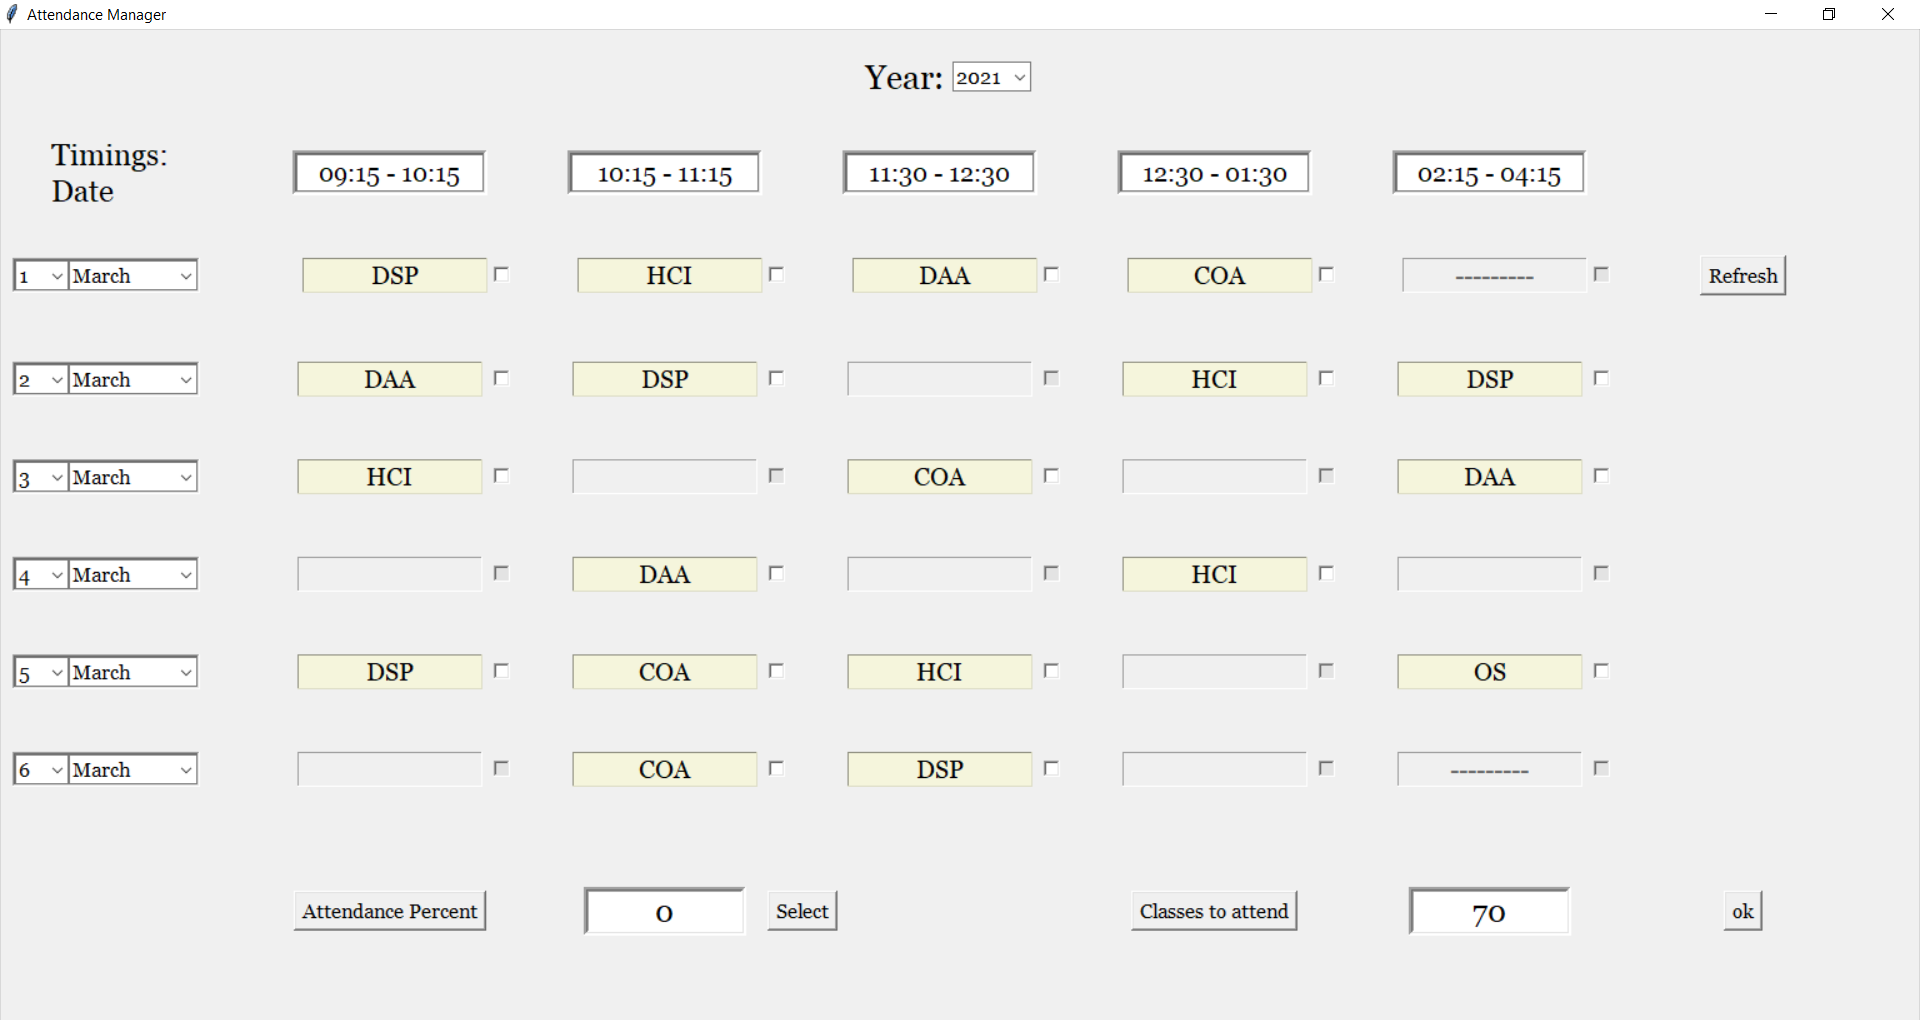 Attendance Manager
Year: 2021
Timings:
Date
09:15 - 10:15 10:15 - 11:15 11:30 - 12:30 12:30 - 01:30 02:15 - 04:15
1 March DSP HCI DAA COA --------- Refresh
2 March DAA DSP HCI DSP
3 March HCI COA DAA
4 March DAA HCI
5 March DSP COA HCI OS
6 March COA DSP ---------
Attendance Percent 0 Select Classes to attend 70 ok